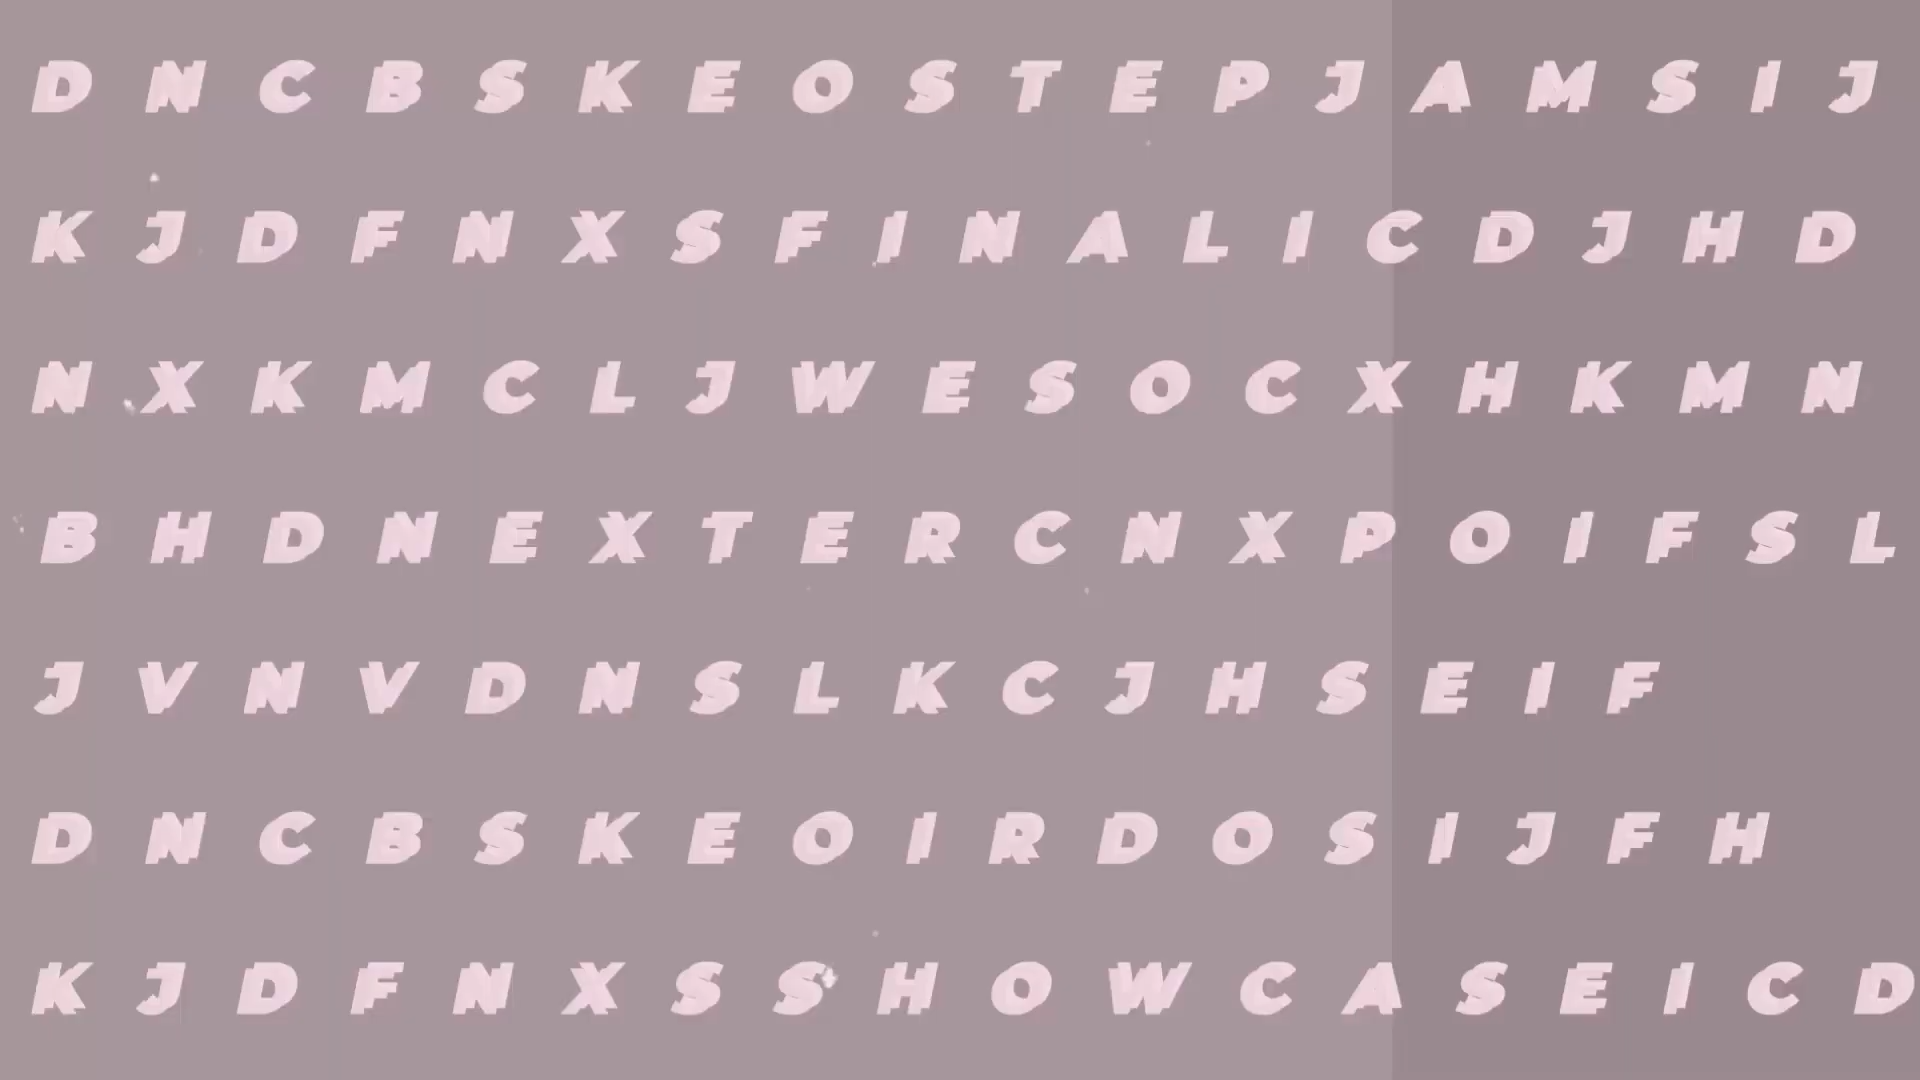 D N C B S K E O S T E P J A M S I J
K J D F N X S F I N A L I C D J H D
N X K M C L J W E S O C X H K M N
B H D N E X T E R C N X P O I F S L
J V N V D N S L K C J H S E I F
D N C B S K E O I R D O S I J F H
K J D F N X S S H O W C A S E I C D